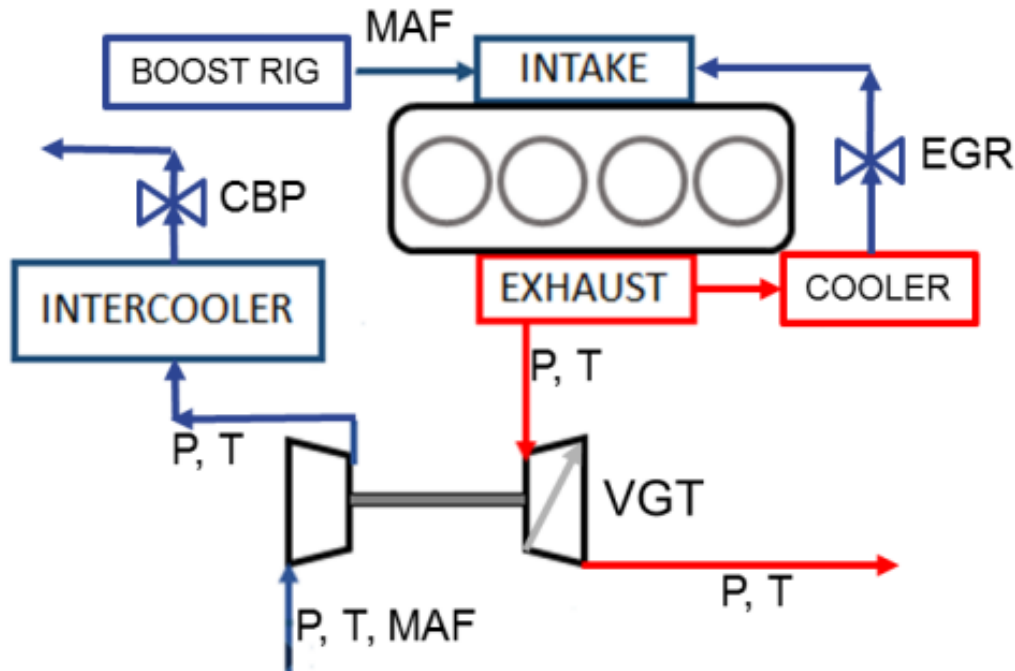 MAF
BOOST RIG
INTAKE
EGR
CBP
INTERCOOLER
EXHAUST
COOLER
P, T
P, T
VGT
P, T
P, T, MAF